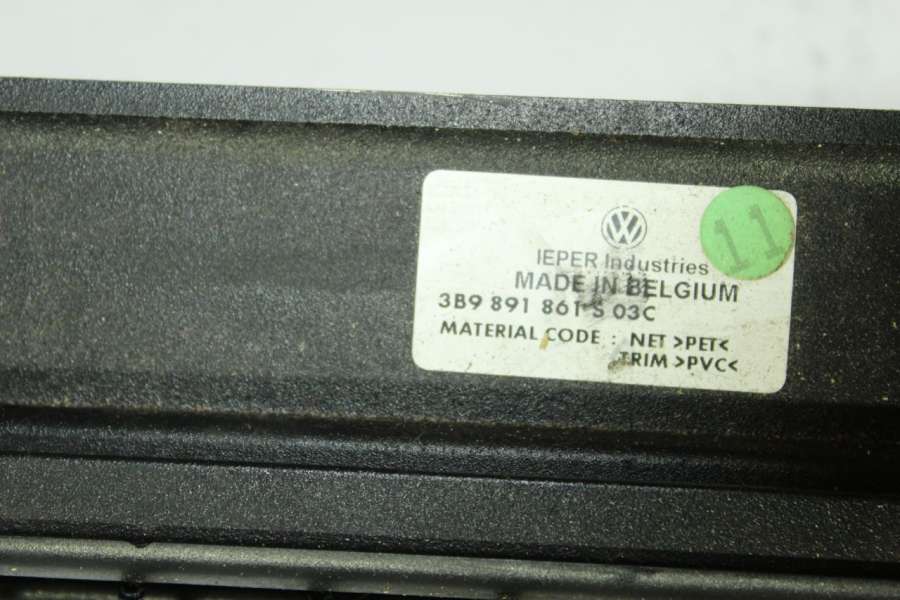 11
IEPER Industries
MADE IN BELGIUM
3B9 891 861 S 03C
MATERIAL CODE : NET >PET<
TRIM >PVC<